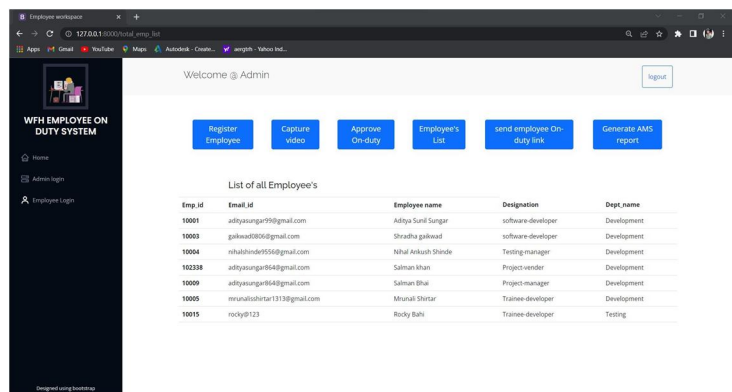 Employee workspace
127.0.0.1:8000/total_emp_list
Apps Gmail YouTube Maps Autodesk - Create... aergbh - Yahoo Ind...
WFH EMPLOYEE ON
DUTY SYSTEM
Home
Admin login
Employee Login
Designed using bootstrap
Welcome @ Admin
logout
Register Employee
Capture video
Approve On-duty
Employee's List
send employee On-duty link
Generate AMS report
List of all Employee's
Emp_id Email_id Employee name Designation Dept_name
10001 adityasungar99@gmail.com Aditya Sunil Sungar software-developer Development
10003 gaikwad0806@gmail.com Shradha gaikwad software-developer Development
10004 nihalshinde9556@gmail.com Nihal Ankush Shinde Testing-manager Development
102338 adityasungar864@gmail.com Salman khan Project-vender Development
10009 adityasungar864@gmail.com Salman Bhai Project-manager Development
10005 mrunalisshirtar1313@gmail.com Mrunali Shirtar Trainee-developer Development
10015 rocky@123 Rocky Bahi Trainee-developer Testing